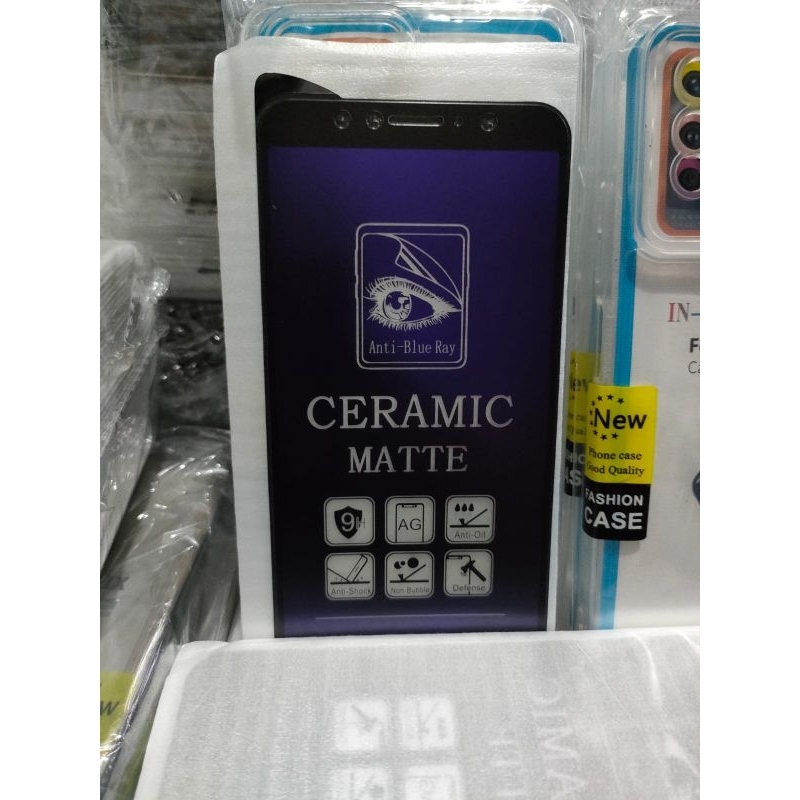 Anti-Blue Ray
CERAMIC
MATTE
9H
AG
Anti-Oil
Anti-Shock
Non-Bubble
Defense
IN-
New
Phone case
Good Quality
FASHION
CASE